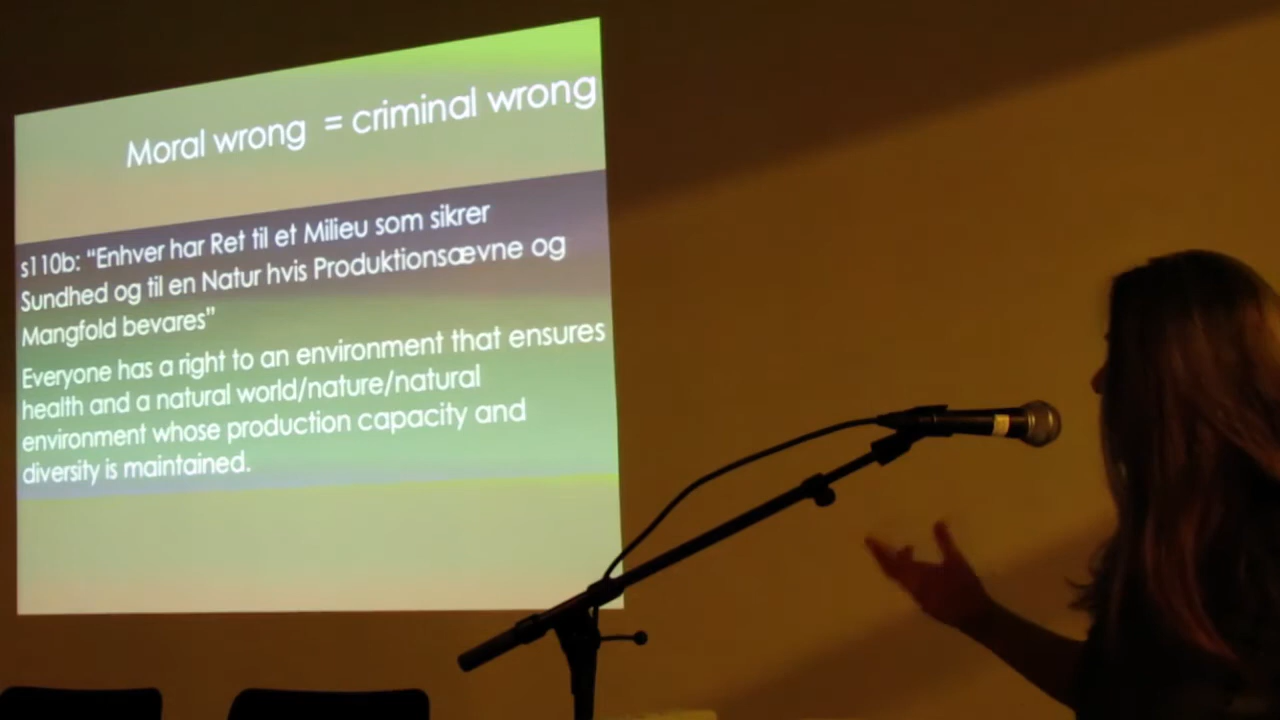 Moral wrong = criminal wrong
s110b: “Enhver har Ret til et Milieu som sikrer
Sundhed og til en Natur hvis Produktionsævne og
Mangfold bevares”
Everyone has a right to an environment that ensures
health and a natural world/nature/natural
environment whose production capacity and
diversity is maintained.